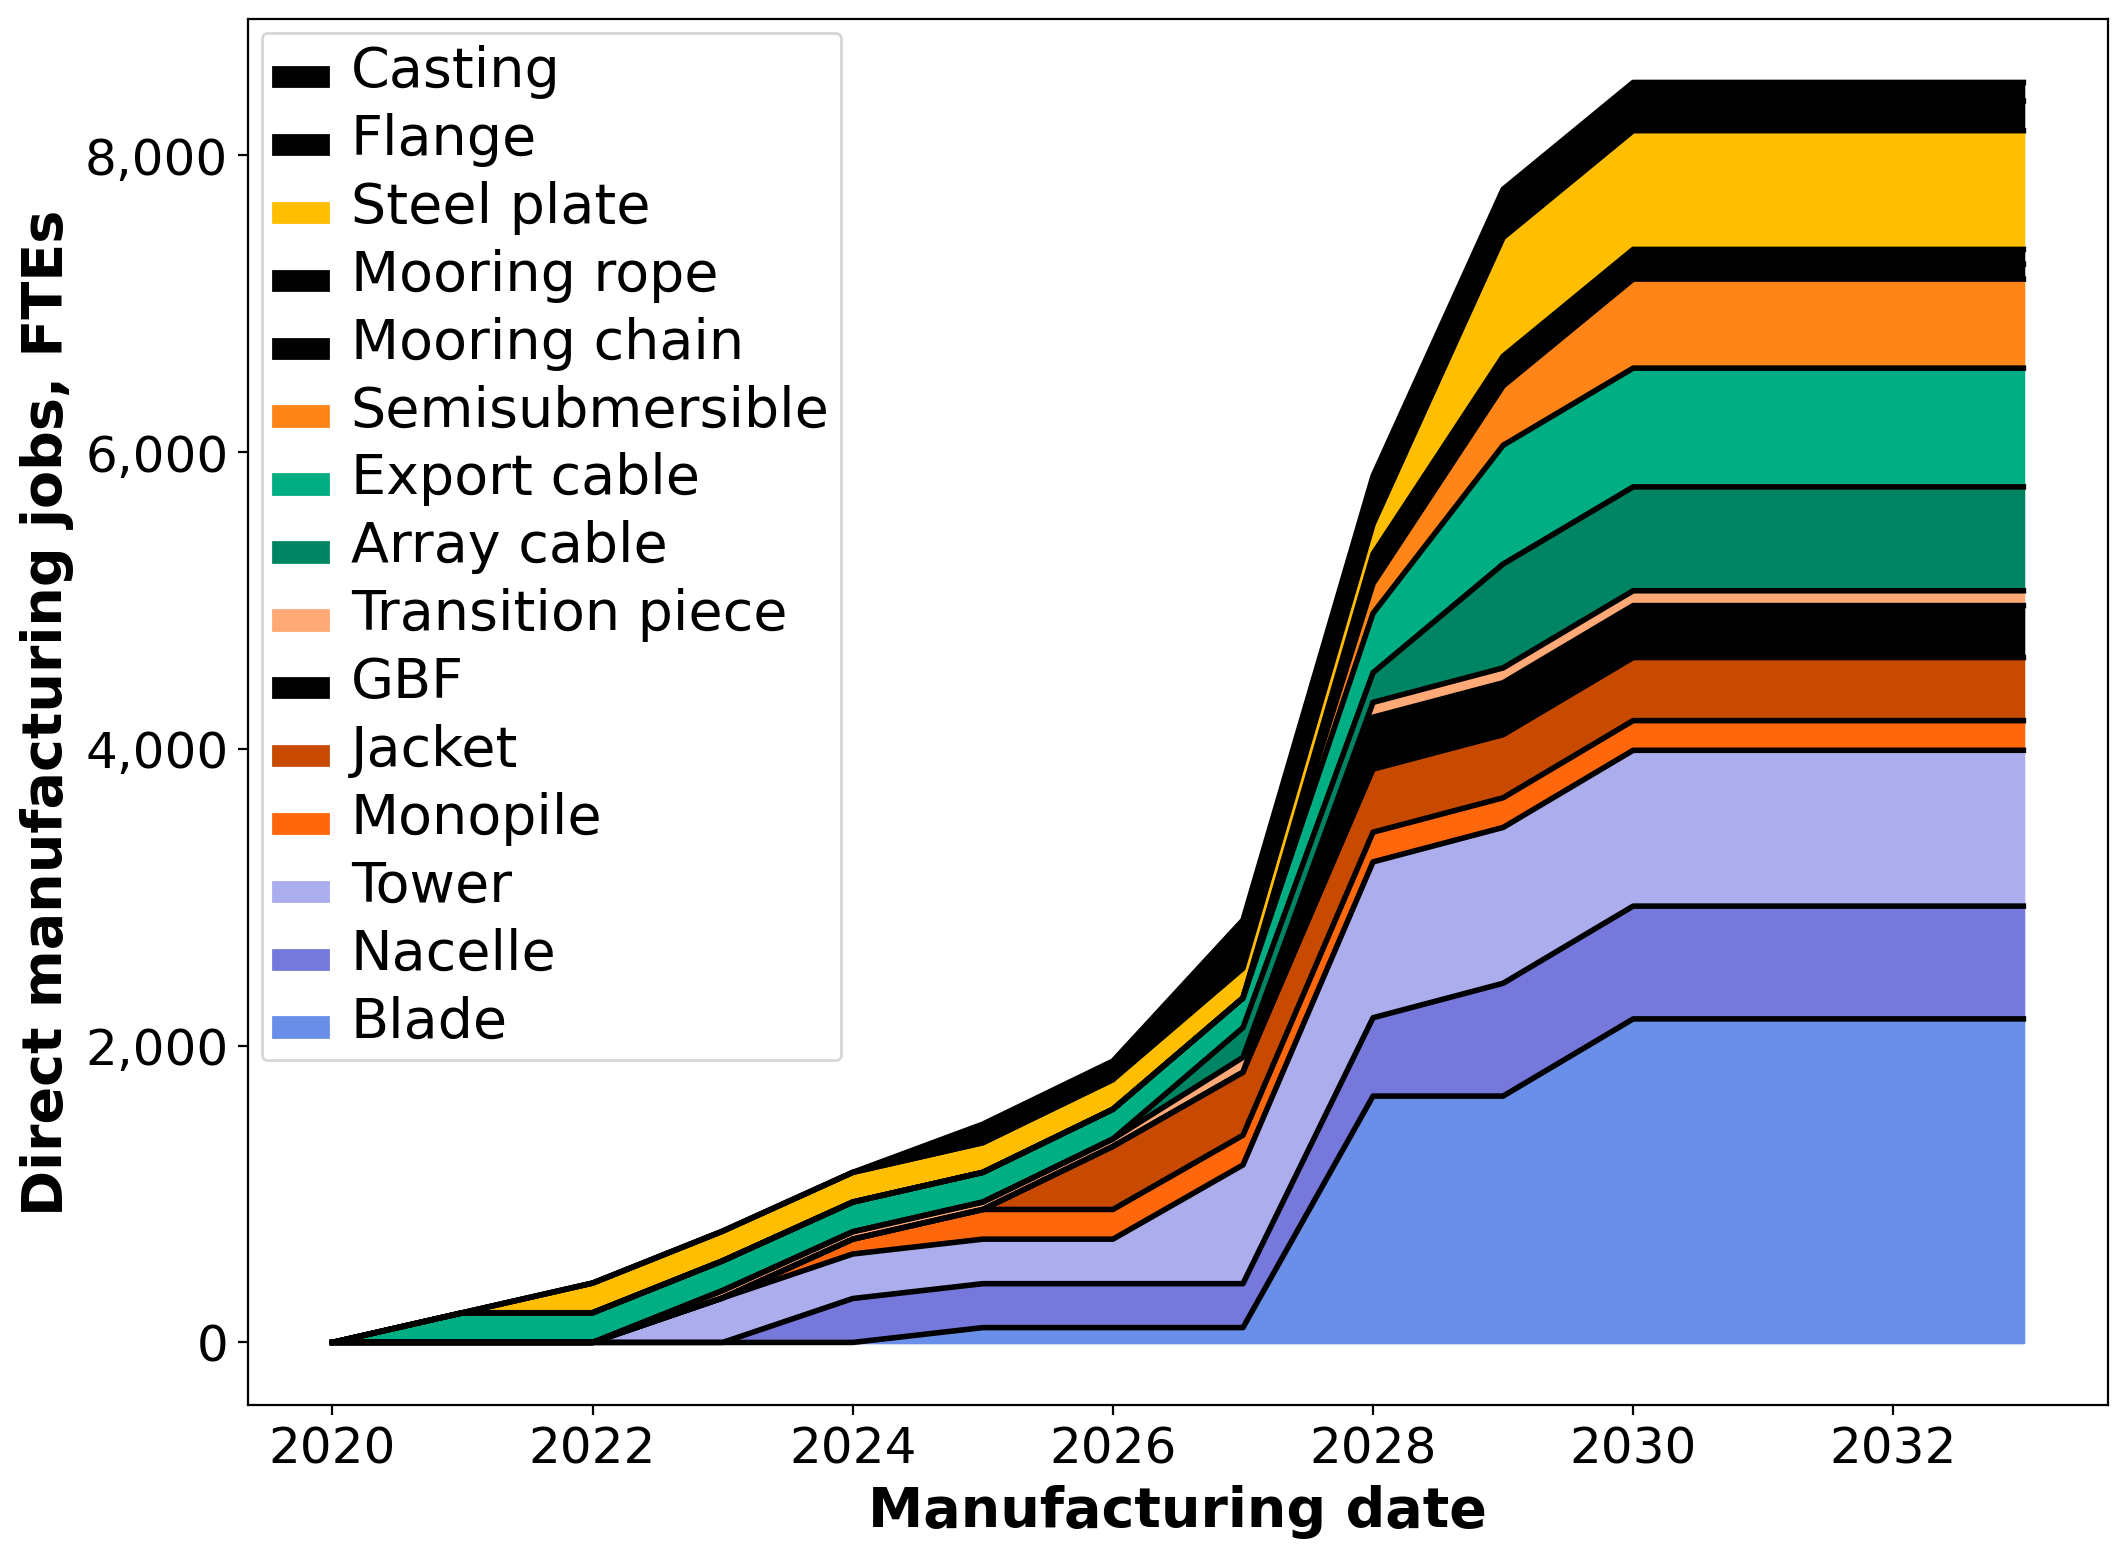 Direct manufacturing jobs, FTEs
8,000
6,000
4,000
2,000
0
Casting
Flange
Steel plate
Mooring rope
Mooring chain
Semisubmersible
Export cable
Array cable
Transition piece
GBF
Jacket
Monopile
Tower
Nacelle
Blade
2020 2022 2024 2026 2028 2030 2032
Manufacturing date